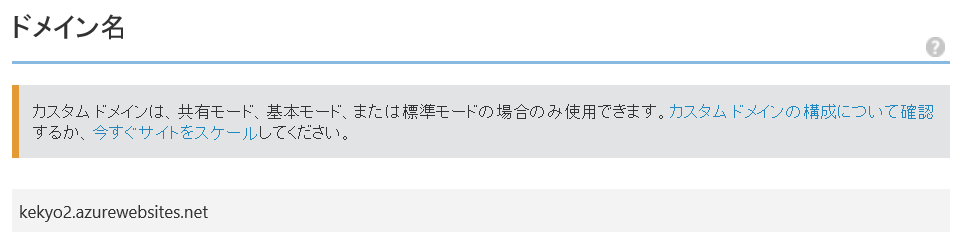 ドメイン名
?
カスタム ドメインは、共有モード、基本モード、または標準モードの場合のみ使用できます。カスタム ドメインの構成について確認
するか、今すぐサイトをスケールしてください。
kekyo2.azurewebsites.net